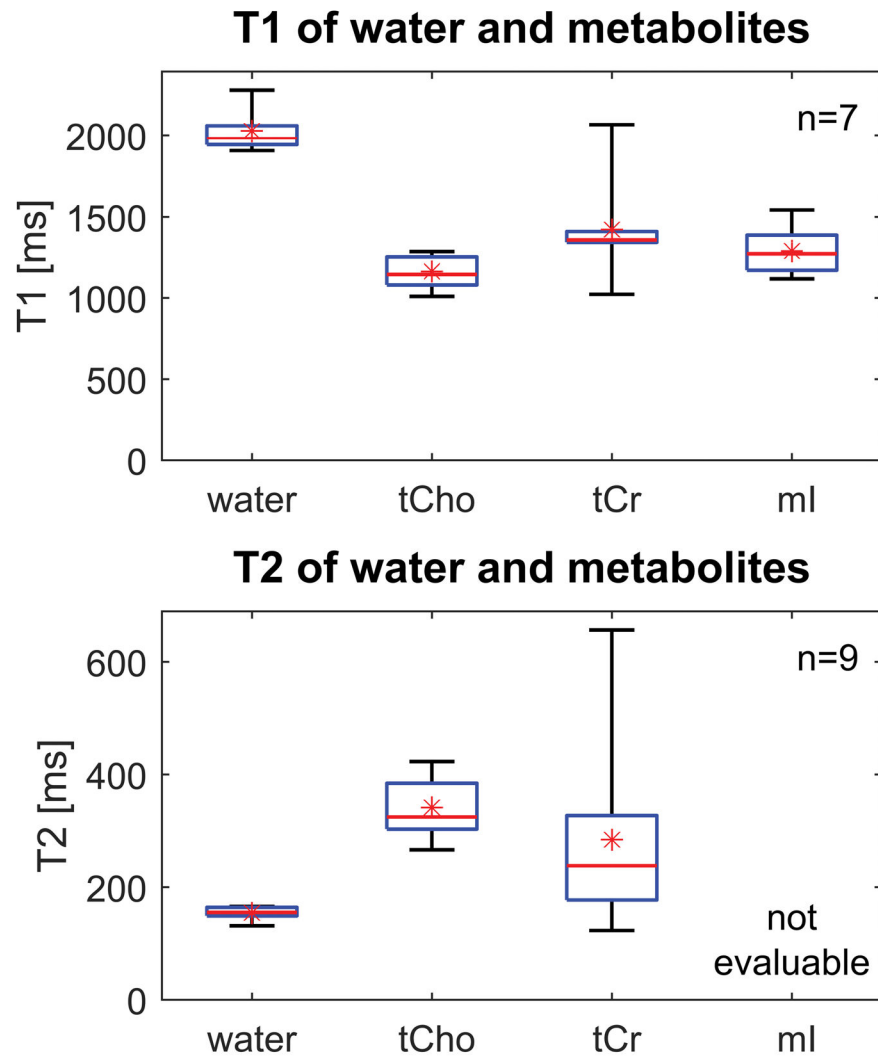 T1 of water and metabolites
n=7
T1 [ms]
2000
1500
1000
500
0
water tCho tCr mI
T2 of water and metabolites
n=9
T2 [ms]
600
400
200
0
not
evaluable
water tCho tCr mI